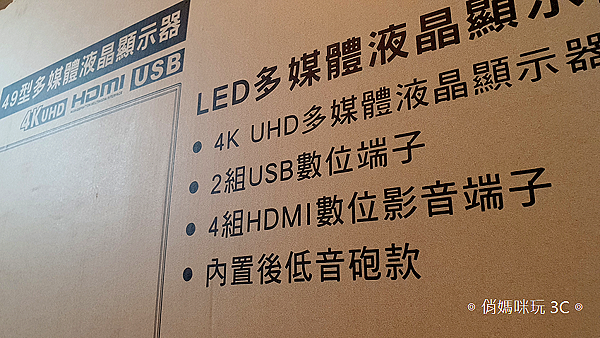 49型多媒體液晶顯示器
4K UHD HDMI USB
LED多媒體液晶顯示
• 4K UHD多媒體液晶顯示器
• 2組USB數位端子
• 4組HDMI數位影音端子
• 內置後低音砲款
俏媽咪玩 3C